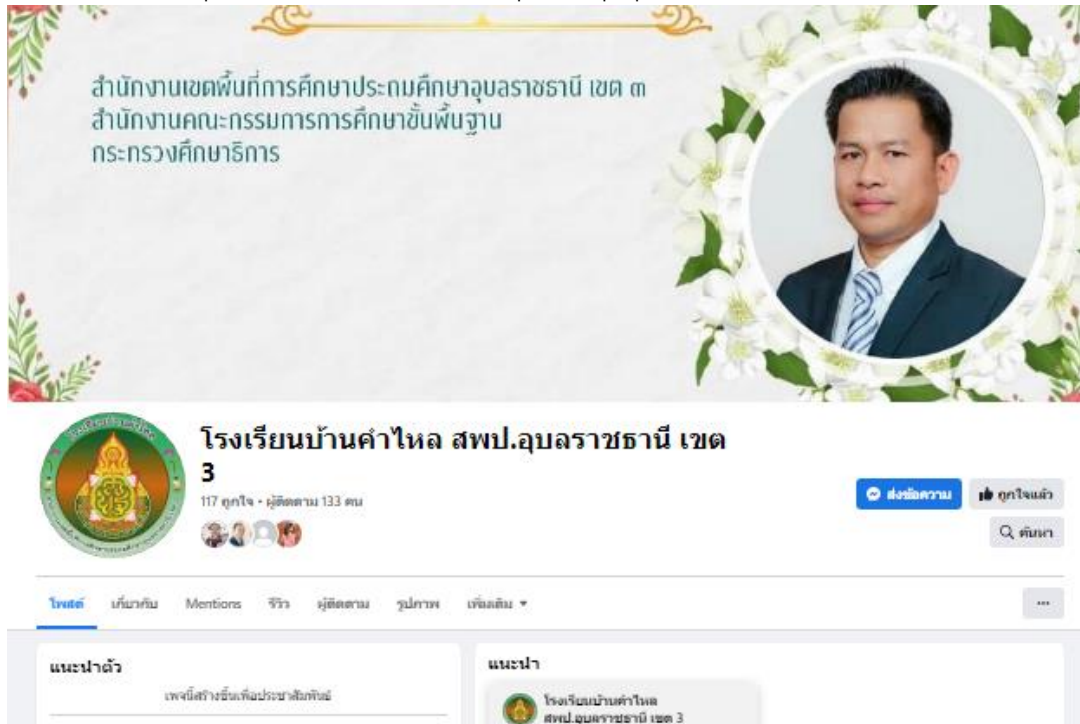 สำนักงานเขตพื้นที่การศึกษาประถมศึกษาอุบลราชธานี เขต ๓
สำนักงานคณะกรรมการการศึกษาขั้นพื้นฐาน
กระทรวงศึกษาธิการ
โรงเรียนบ้านคำไหล สพป.อุบลราชธานี เขต
3
117 ถูกใจ • ผู้ติดตาม 133 คน
ส่งข้อความ
ถูกใจแล้ว
ค้นหา
โพสต์ เกี่ยวกับ Mentions รีวิว ผู้ติดตาม รูปภาพ เพิ่มเติม
แนะนำตัว
เพจนี้สร้างขึ้นเพื่อประชาสัมพันธ์
แนะนำ
โรงเรียนบ้านคำไหล
สพป.อุบลราชธานี เขต 3